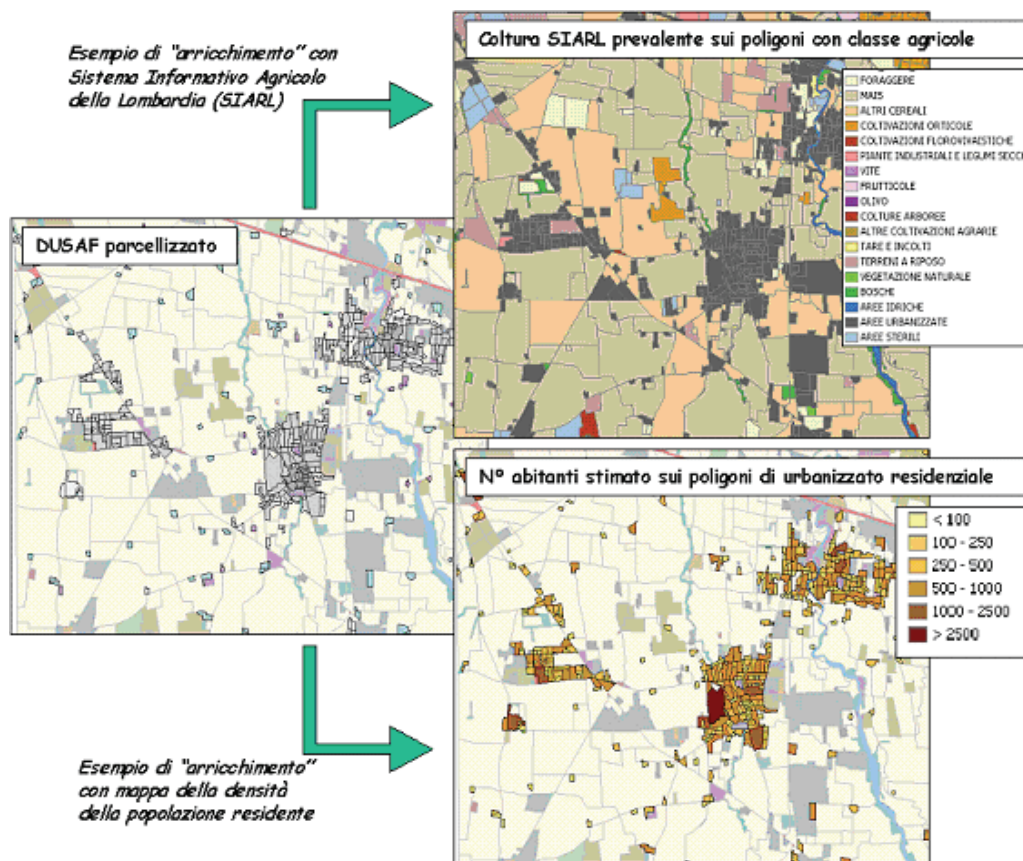 Esempio di "arricchimento" con
Sistema Informativo Agricolo
della Lombardia (SIARL)
Coltura SIARL prevalente sui poligoni con classe agricole
FORAGGERE
MAIS
ALTRI CEREALI
COLTIVAZIONI ORTICOLE
COLTIVAZIONI FLOROVIVAISTICHE
PIANTE INDUSTRIALI E LEGUMI SECCHI
VITE
FRUTTICOLE
OLIVO
COLTURE ARBOREE
ALTRE COLTIVAZIONI AGRARIE
TARE E INCOLTI
TERRENI A RIPOSO
VEGETAZIONE NATURALE
BOSCHI
AREE IDRICHE
AREE URBANIZZATE
AREE STERILI
DUSAF parcellizzato
N° abitanti stimato sui poligoni di urbanizzato residenziale
< 100
100 - 250
250 - 500
500 - 1000
1000 - 2500
> 2500
Esempio di "arricchimento"
con mappa della densità
della popolazione residente